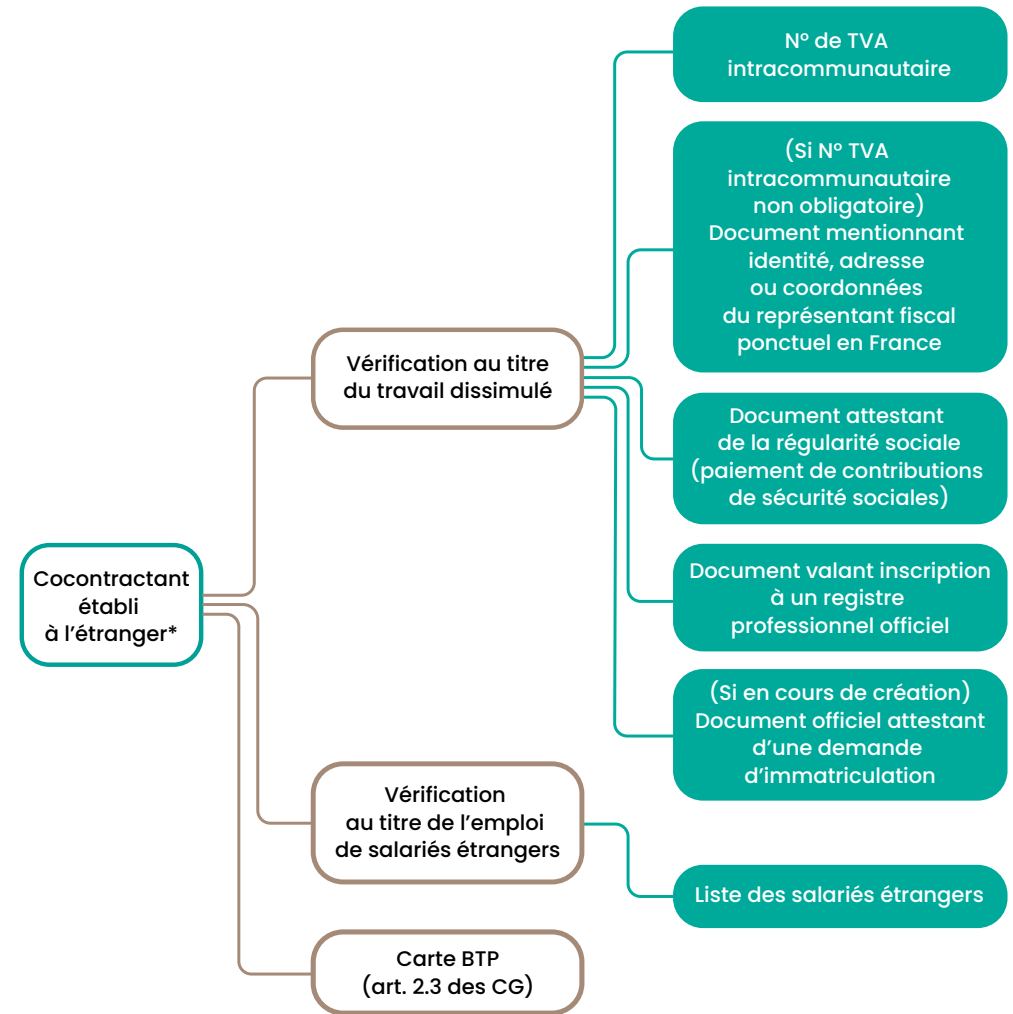 N° de TVA
intracommunautaire
(Si N° TVA
intracommunautaire
non obligatoire)
Document mentionnant
identité, adresse
ou coordonnées
du représentant fiscal
ponctuel en France
Vérification au titre
du travail dissimulé
Document attestant
de la régularité sociale
(paiement de contributions
de sécurité sociales)
Cocontractant
établi
à l’étranger*
Document valant inscription
à un registre
professionnel officiel
(Si en cours de création)
Document officiel attestant
d’une demande
d’immatriculation
Vérification
au titre de l’emploi
de salariés étrangers
Liste des salariés étrangers
Carte BTP
(art. 2.3 des CG)